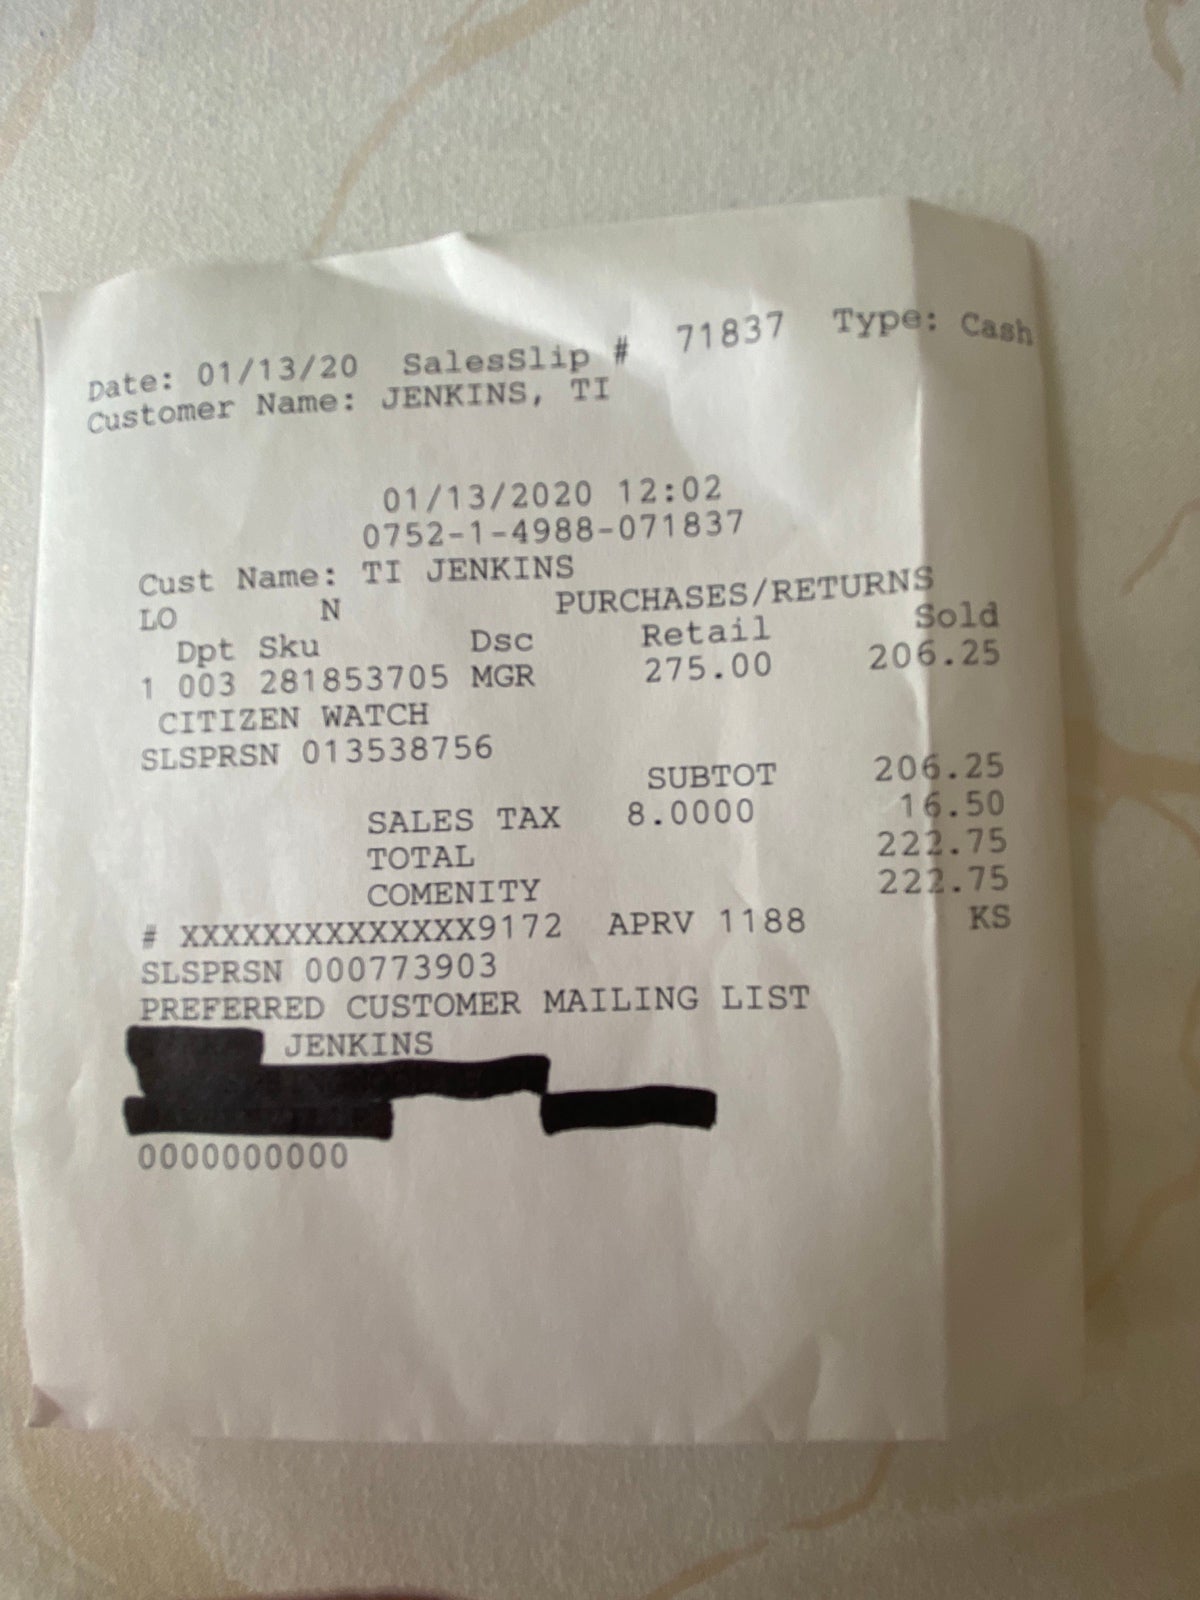 Date: 01/13/20 SalesSlip # 71837 Type: Cash
Customer Name: JENKINS, TI
01/13/2020 12:02
0752-1-4988-071837
Cust Name: TI JENKINS
LO N PURCHASES/RETURNS
Dpt Sku Dsc Retail Sold
1 003 281853705 MGR 275.00 206.25
CITIZEN WATCH
SLSPRSN 013538756
SUBTOT 206.25
SALES TAX 8.0000 16.50
TOTAL 222.75
COMENITY 222.75
# XXXXXXXXXXXXXX9172 APRV 1188 KS
SLSPRSN 000773903
PREFERRED CUSTOMER MAILING LIST
JENKINS
0000000000